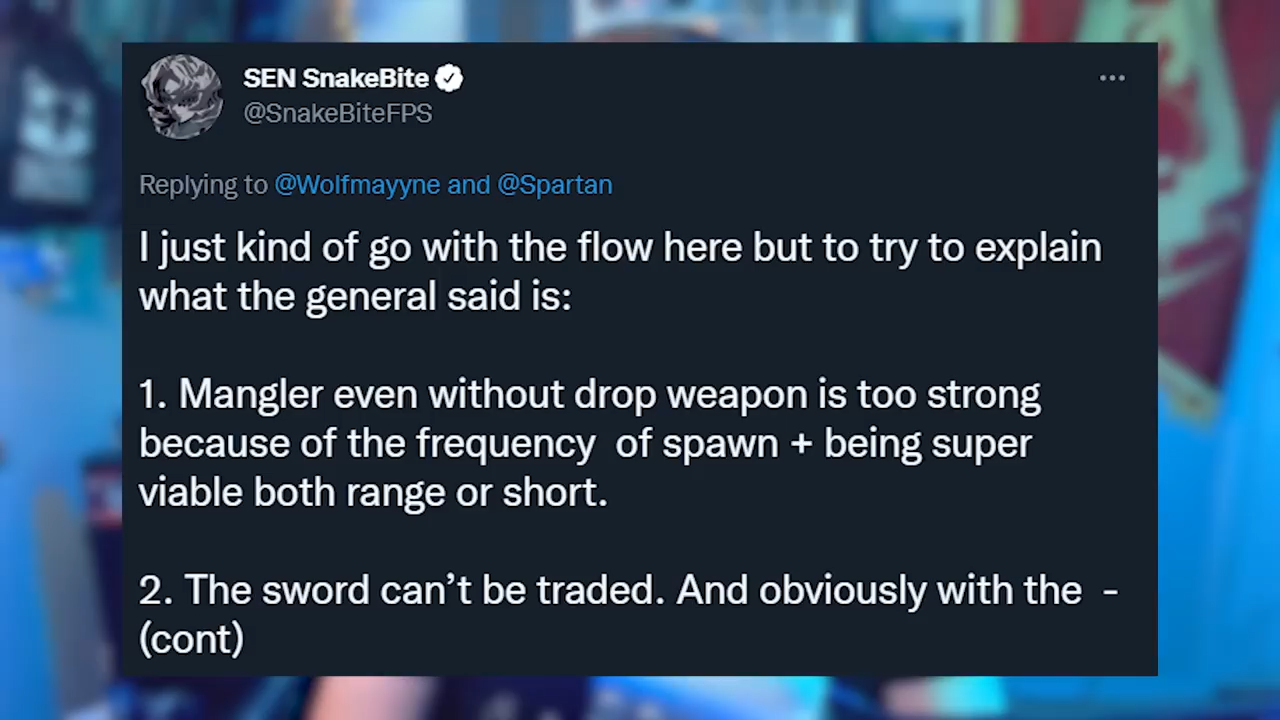 SEN SnakeBite
@SnakeBiteFPS
Replying to @Wolfmayyne and @Spartan
I just kind of go with the flow here but to try to explain
what the general said is:
1. Mangler even without drop weapon is too strong
because of the frequency  of spawn + being super
viable both range or short.
2. The sword can’t be traded. And obviously with the  -
(cont)